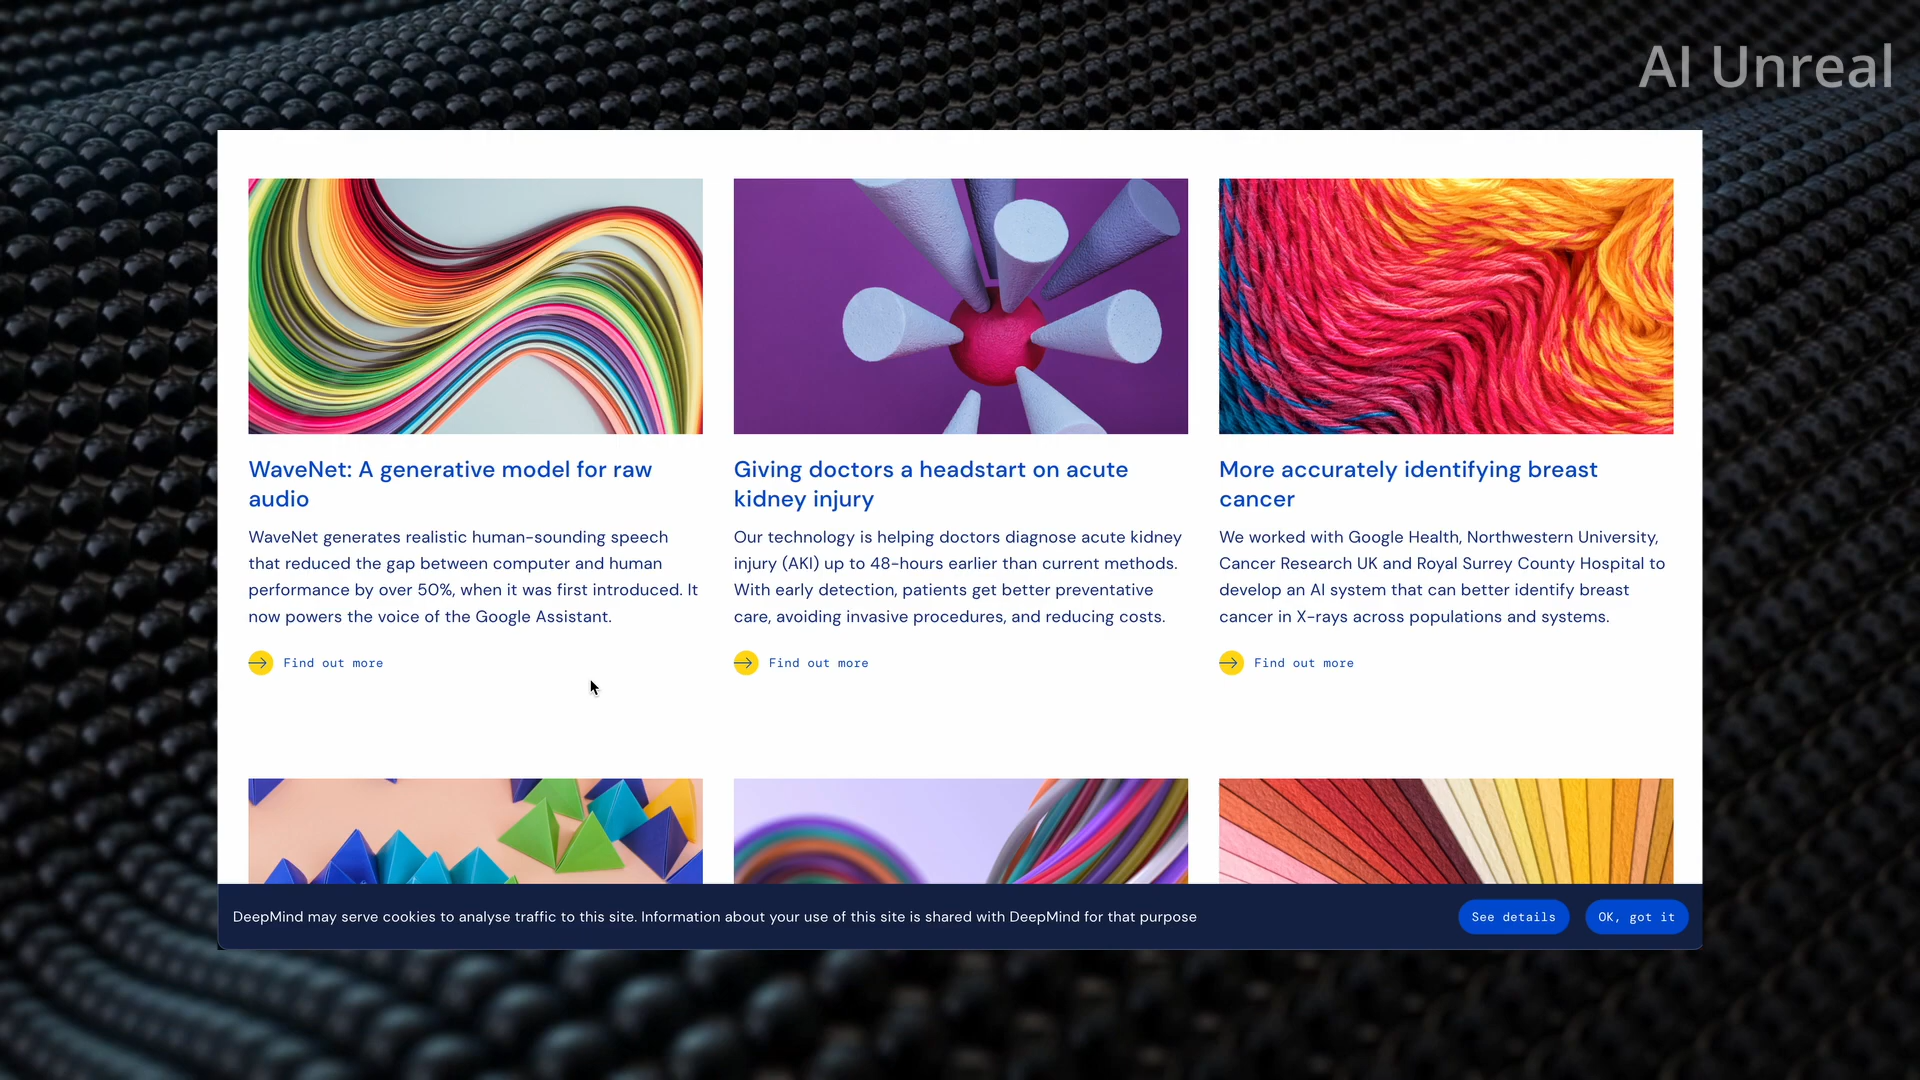 AI Unreal
WaveNet: A generative model for raw
audio
WaveNet generates realistic human-sounding speech
that reduced the gap between computer and human
performance by over 50%, when it was first introduced. It
now powers the voice of the Google Assistant.
Find out more
Giving doctors a headstart on acute
kidney injury
Our technology is helping doctors diagnose acute kidney
injury (AKI) up to 48-hours earlier than current methods.
With early detection, patients get better preventative
care, avoiding invasive procedures, and reducing costs.
Find out more
More accurately identifying breast
cancer
We worked with Google Health, Northwestern University,
Cancer Research UK and Royal Surrey County Hospital to
develop an AI system that can better identify breast
cancer in X-rays across populations and systems.
Find out more
DeepMind may serve cookies to analyse traffic to this site. Information about your use of this site is shared with DeepMind for that purpose
See details
OK, got it